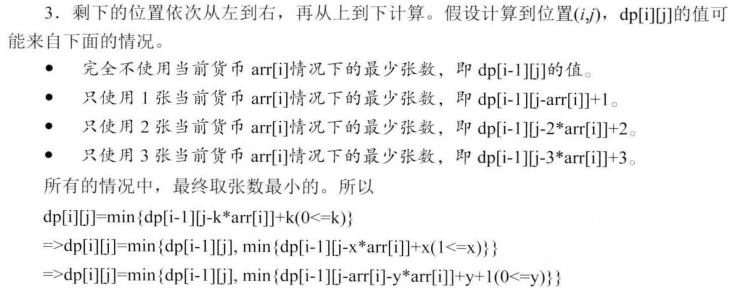 3．剩下的位置依次从左到右，再从上到下计算。假设计算到位置(i,j)，dp[i][j]的值可
能来自下面的情况。
● 完全不使用当前货币 arr[i]情况下的最少张数，即 dp[i-1][j]的值。
● 只使用 1 张当前货币 arr[i]情况下的最少张数，即 dp[i-1][j-arr[i]]+1。
● 只使用 2 张当前货币 arr[i]情况下的最少张数，即 dp[i-1][j-2*arr[i]]+2。
● 只使用 3 张当前货币 arr[i]情况下的最少张数，即 dp[i-1][j-3*arr[i]]+3。
所有的情况中，最终取张数最小的。所以
dp[i][j]=min{dp[i-1][j-k*arr[i]]+k(0<=k)}
=>dp[i][j]=min{dp[i-1][j], min{dp[i-1][j-x*arr[i]]+x(1<=x)}}
=>dp[i][j]=min{dp[i-1][j], min{dp[i-1][j-arr[i]-y*arr[i]]+y+1(0<=y)}}